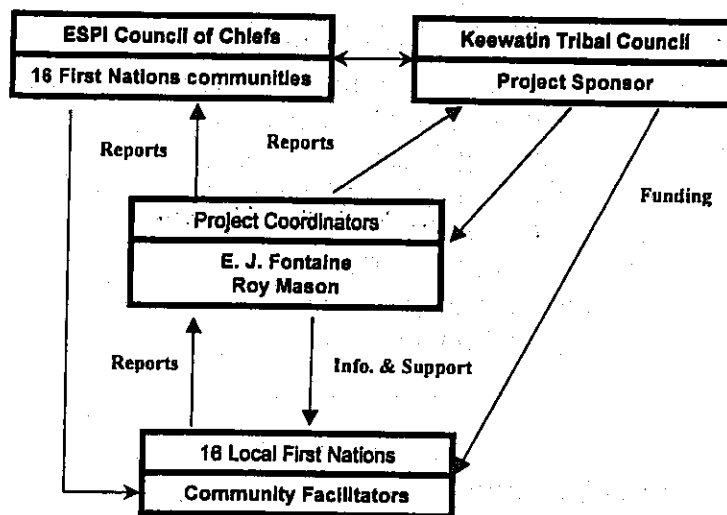 ESPI Council of Chiefs
16 First Nations communities
Keewatin Tribal Council
Project Sponsor
Reports
Reports
Funding
Project Coordinators
E. J. Fontaine
Roy Mason
Reports
Info. & Support
16 Local First Nations
Community Facilitators